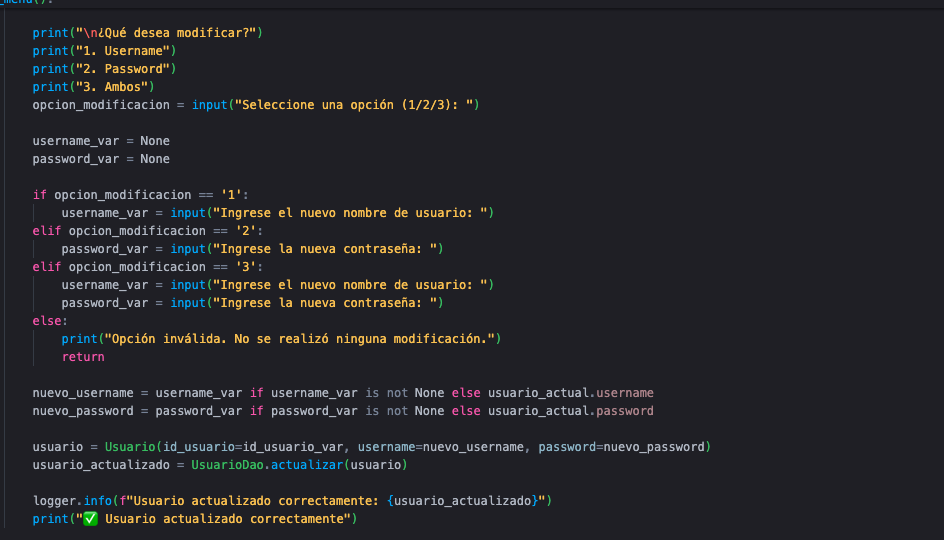 _menu():
print("\n¿Qué desea modificar?")
print("1. Username")
print("2. Password")
print("3. Ambos")
opcion_modificacion = input("Seleccione una opción (1/2/3): ")
username_var = None
password_var = None
if opcion_modificacion == '1':
username_var = input("Ingrese el nuevo nombre de usuario: ")
elif opcion_modificacion == '2':
password_var = input("Ingrese la nueva contraseña: ")
elif opcion_modificacion == '3':
username_var = input("Ingrese el nuevo nombre de usuario: ")
password_var = input("Ingrese la nueva contraseña: ")
else:
print("Opción inválida. No se realizó ninguna modificación.")
return
nuevo_username = username_var if username_var is not None else usuario_actual.username
nuevo_password = password_var if password_var is not None else usuario_actual.password
usuario = Usuario(id_usuario=id_usuario_var, username=nuevo_username, password=nuevo_password)
usuario_actualizado = UsuarioDao.actualizar(usuario)
logger.info(f"Usuario actualizado correctamente: {usuario_actualizado}")
print("✅ Usuario actualizado correctamente")